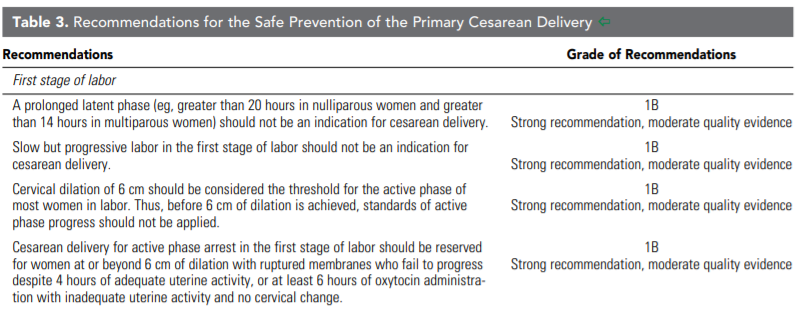 Table 3. Recommendations for the Safe Prevention of the Primary Cesarean Delivery ⇐
Recommendations Grade of Recommendations
First stage of labor
A prolonged latent phase (eg, greater than 20 hours in nulliparous women and greater 1B
than 14 hours in multiparous women) should not be an indication for cesarean delivery. Strong recommendation, moderate quality evidence
Slow but progressive labor in the first stage of labor should not be an indication for 1B
cesarean delivery. Strong recommendation, moderate quality evidence
Cervical dilation of 6 cm should be considered the threshold for the active phase of 1B
most women in labor. Thus, before 6 cm of dilation is achieved, standards of active Strong recommendation, moderate quality evidence
phase progress should not be applied.
Cesarean delivery for active phase arrest in the first stage of labor should be reserved 1B
for women at or beyond 6 cm of dilation with ruptured membranes who fail to progress Strong recommendation, moderate quality evidence
despite 4 hours of adequate uterine activity, or at least 6 hours of oxytocin administra-
tion with inadequate uterine activity and no cervical change.